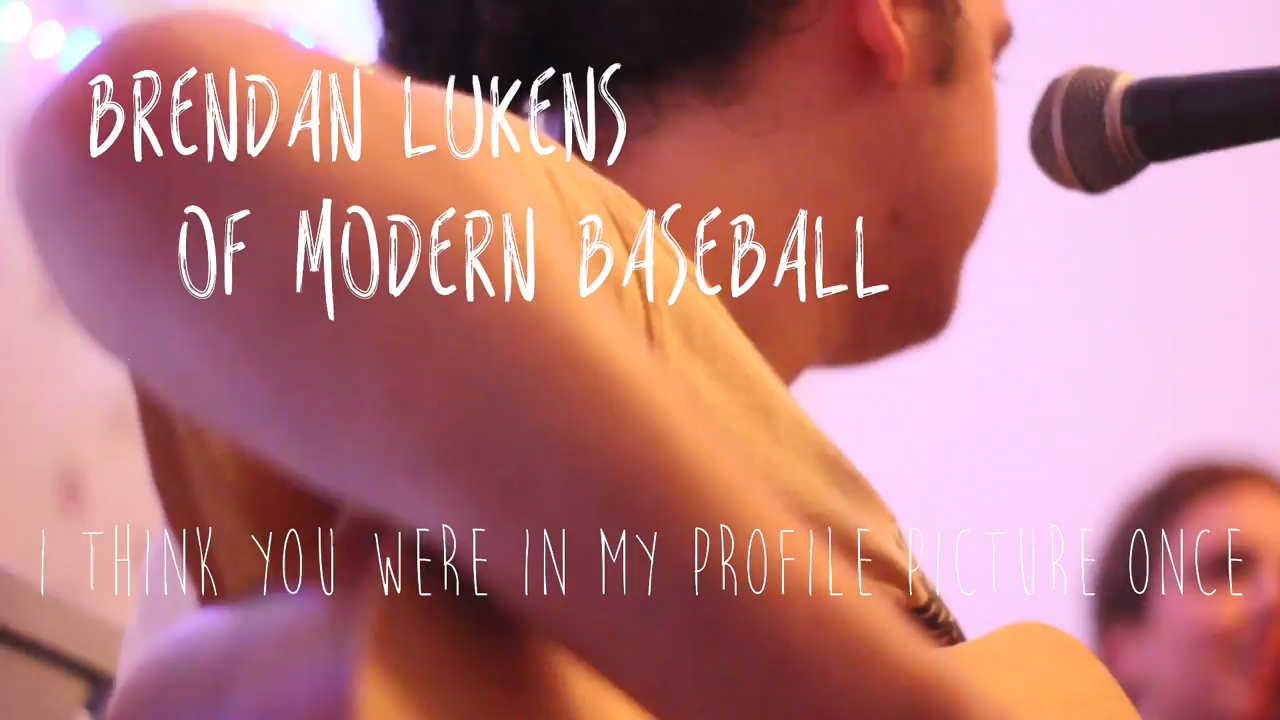 BRENDAN LUKENS
OF MODERN BASEBALL
I THINK YOU WERE IN MY PROFILE PICTURE ONCE